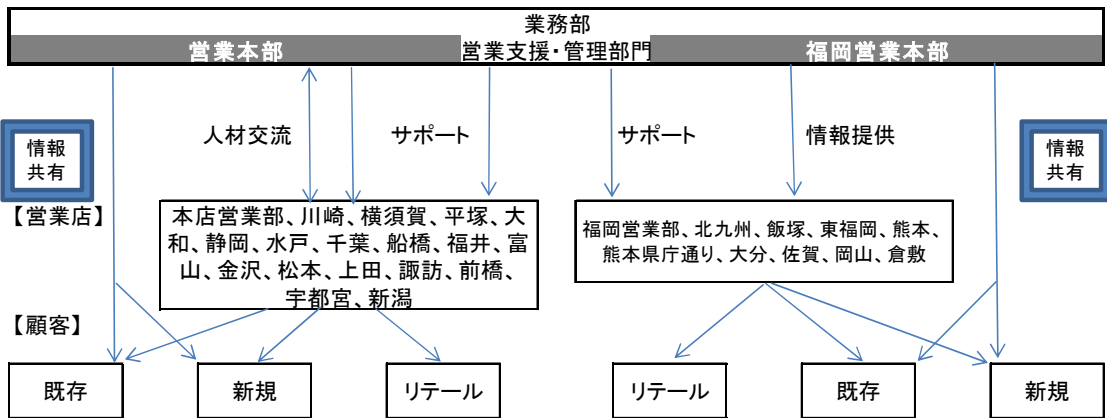 業務部
営業本部
営業支援・管理部門
福岡営業本部
人材交流
サポート
サポート
情報提供
情報
共有
情報
共有
【営業店】
本店営業部、川崎、横須賀、平塚、大
和、静岡、水戸、千葉、船橋、福井、富
山、金沢、松本、上田、諏訪、前橋、
宇都宮、新潟
福岡営業部、北九州、飯塚、東福岡、熊本、
熊本県庁通り、大分、佐賀、岡山、倉敷
【顧客】
既存
新規
リテール
リテール
既存
新規